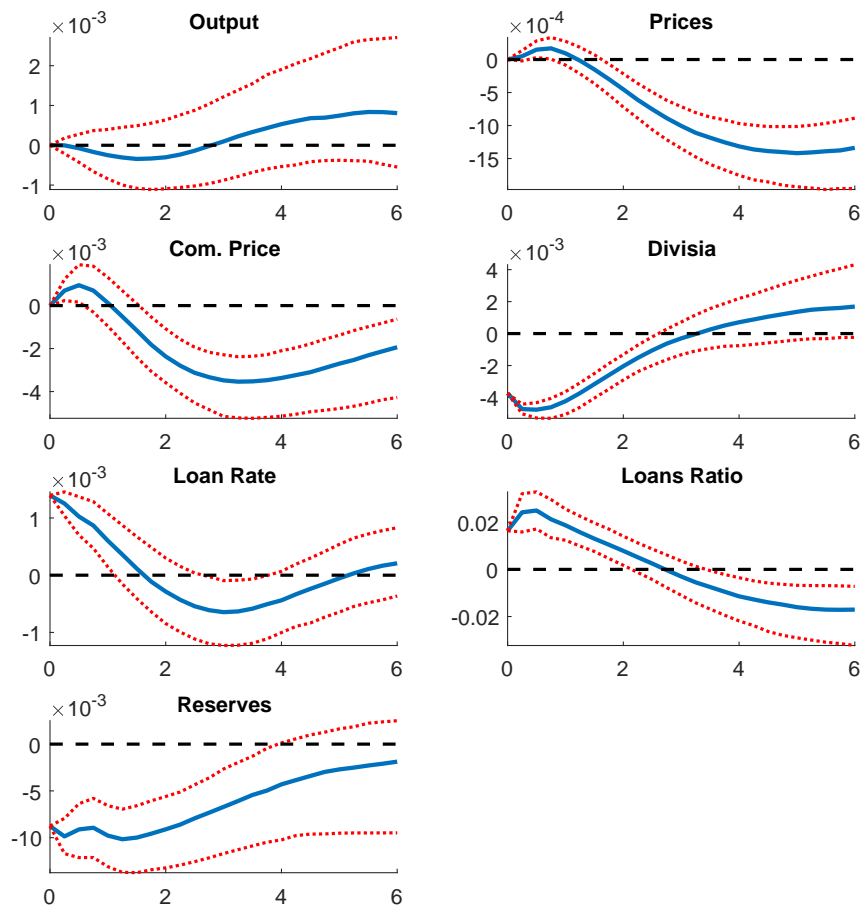 Output
×10⁻³
2
1
0
-1
0 2 4 6
Prices
×10⁻⁴
0
-5
-10
-15
0 2 4 6
Com. Price
×10⁻³
0
-2
-4
0 2 4 6
Divisia
×10⁻³
4
2
0
-2
-4
0 2 4 6
Loan Rate
×10⁻³
1
0
-1
0 2 4 6
Loans Ratio
0.02
0
-0.02
0 2 4 6
Reserves
×10⁻³
0
-5
-10
0 2 4 6